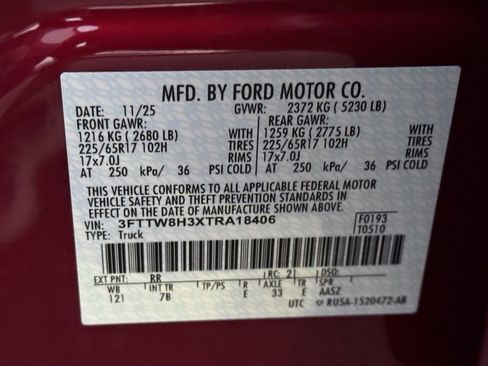 MFD. BY FORD MOTOR CO.
DATE: 11/25 GVWR: 2372 KG ( 5230 LB)
FRONT GAWR: REAR GAWR:
1216 KG ( 2680 LB) WITH 1259 KG ( 2775 LB) WITH
225/65R17 102H TIRES 225/65R17 102H TIRES
17x7.0J RIMS 17x7.0J RIMS
AT 250 kPa/ 36 PSI COLD AT 250 kPa/ 36 PSI COLD
THIS VEHICLE CONFORMS TO ALL APPLICABLE FEDERAL MOTOR
VEHICLE SAFETY AND THEFT PREVENTION STANDARDS IN
EFFECT ON THE DATE OF MANUFACTURE SHOWN ABOVE.
VIN: 3FTTW8H3XTRA18406 F0193
TYPE: Truck T0510
EXT PNT: RR RC: 21 DSO:
WB INT TR TP/PS R AXLE TR SPR
121 7B E 33 E AASZ
UTC RUSA-1520472-AB